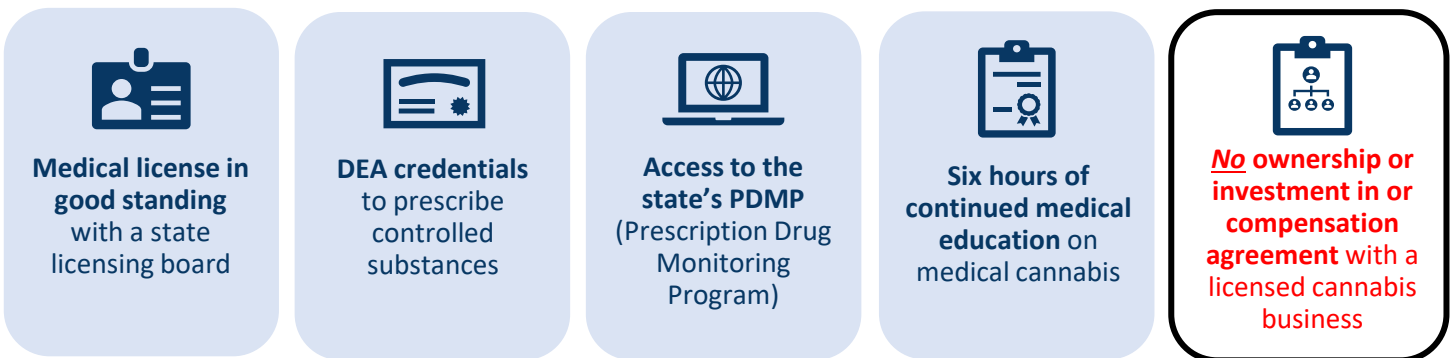 Medical license in
good standing
with a state
licensing board
DEA credentials
to prescribe
controlled
substances
Access to the
state's PDMP
(Prescription Drug
Monitoring
Program)
Six hours of
continued medical
education on
medical cannabis
No ownership or
investment in or
compensation
agreement with a
licensed cannabis
business